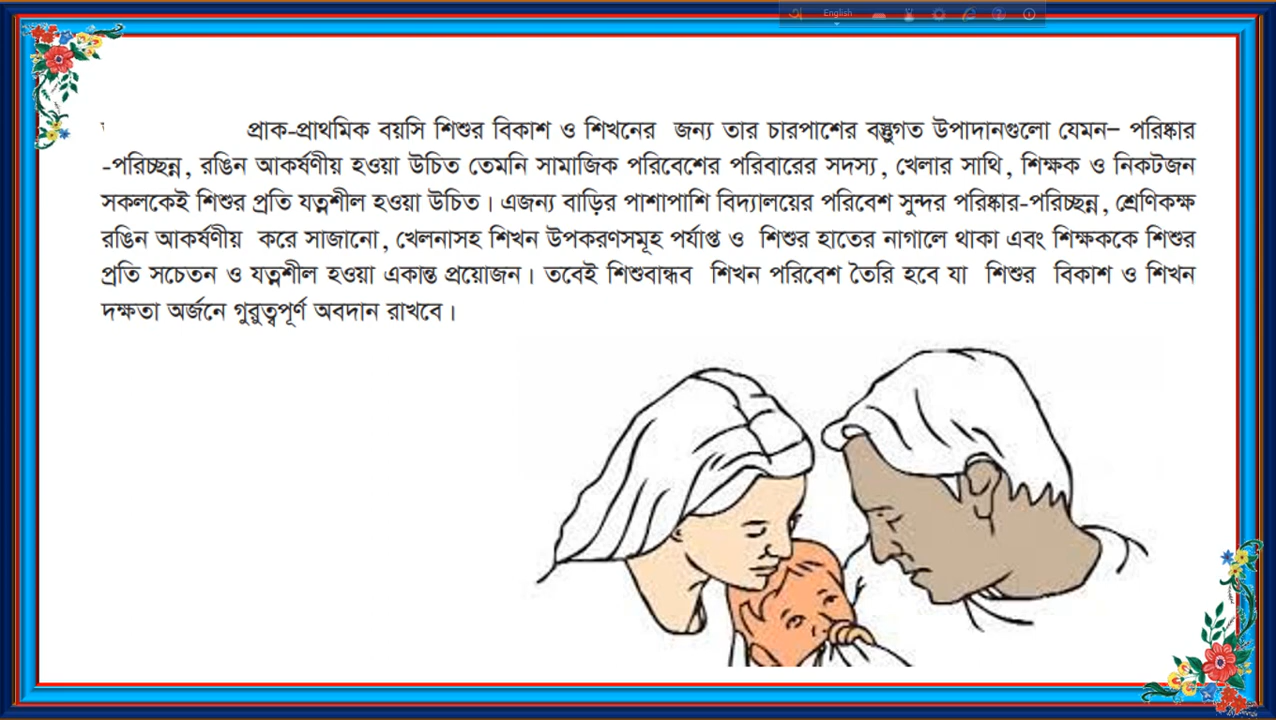 English
প্রাক-প্রাথমিক বয়সি শিশুর বিকাশ ও শিখনের জন্য তার চারপাশের বস্তুগত উপাদানগুলো যেমন– পরিষ্কার
-পরিচ্ছন্ন, রঙিন আকর্ষণীয় হওয়া উচিত তেমনি সামাজিক পরিবেশের পরিবারের সদস্য, খেলার সাথি, শিক্ষক ও নিকটজন
সকলকেই শিশুর প্রতি যত্নশীল হওয়া উচিত। এজন্য বাড়ির পাশাপাশি বিদ্যালয়ের পরিবেশ সুন্দর পরিষ্কার-পরিচ্ছন্ন, শ্রেণিকক্ষ
রঙিন আকর্ষণীয় করে সাজানো, খেলনাসহ শিখন উপকরণসমূহ পর্যাপ্ত ও শিশুর হাতের নাগালে থাকা এবং শিক্ষককে শিশুর
প্রতি সচেতন ও যত্নশীল হওয়া একান্ত প্রয়োজন। তবেই শিশুবান্ধব শিখন পরিবেশ তৈরি হবে যা শিশুর বিকাশ ও শিখন
দক্ষতা অর্জনে গুরুত্বপূর্ণ অবদান রাখবে।